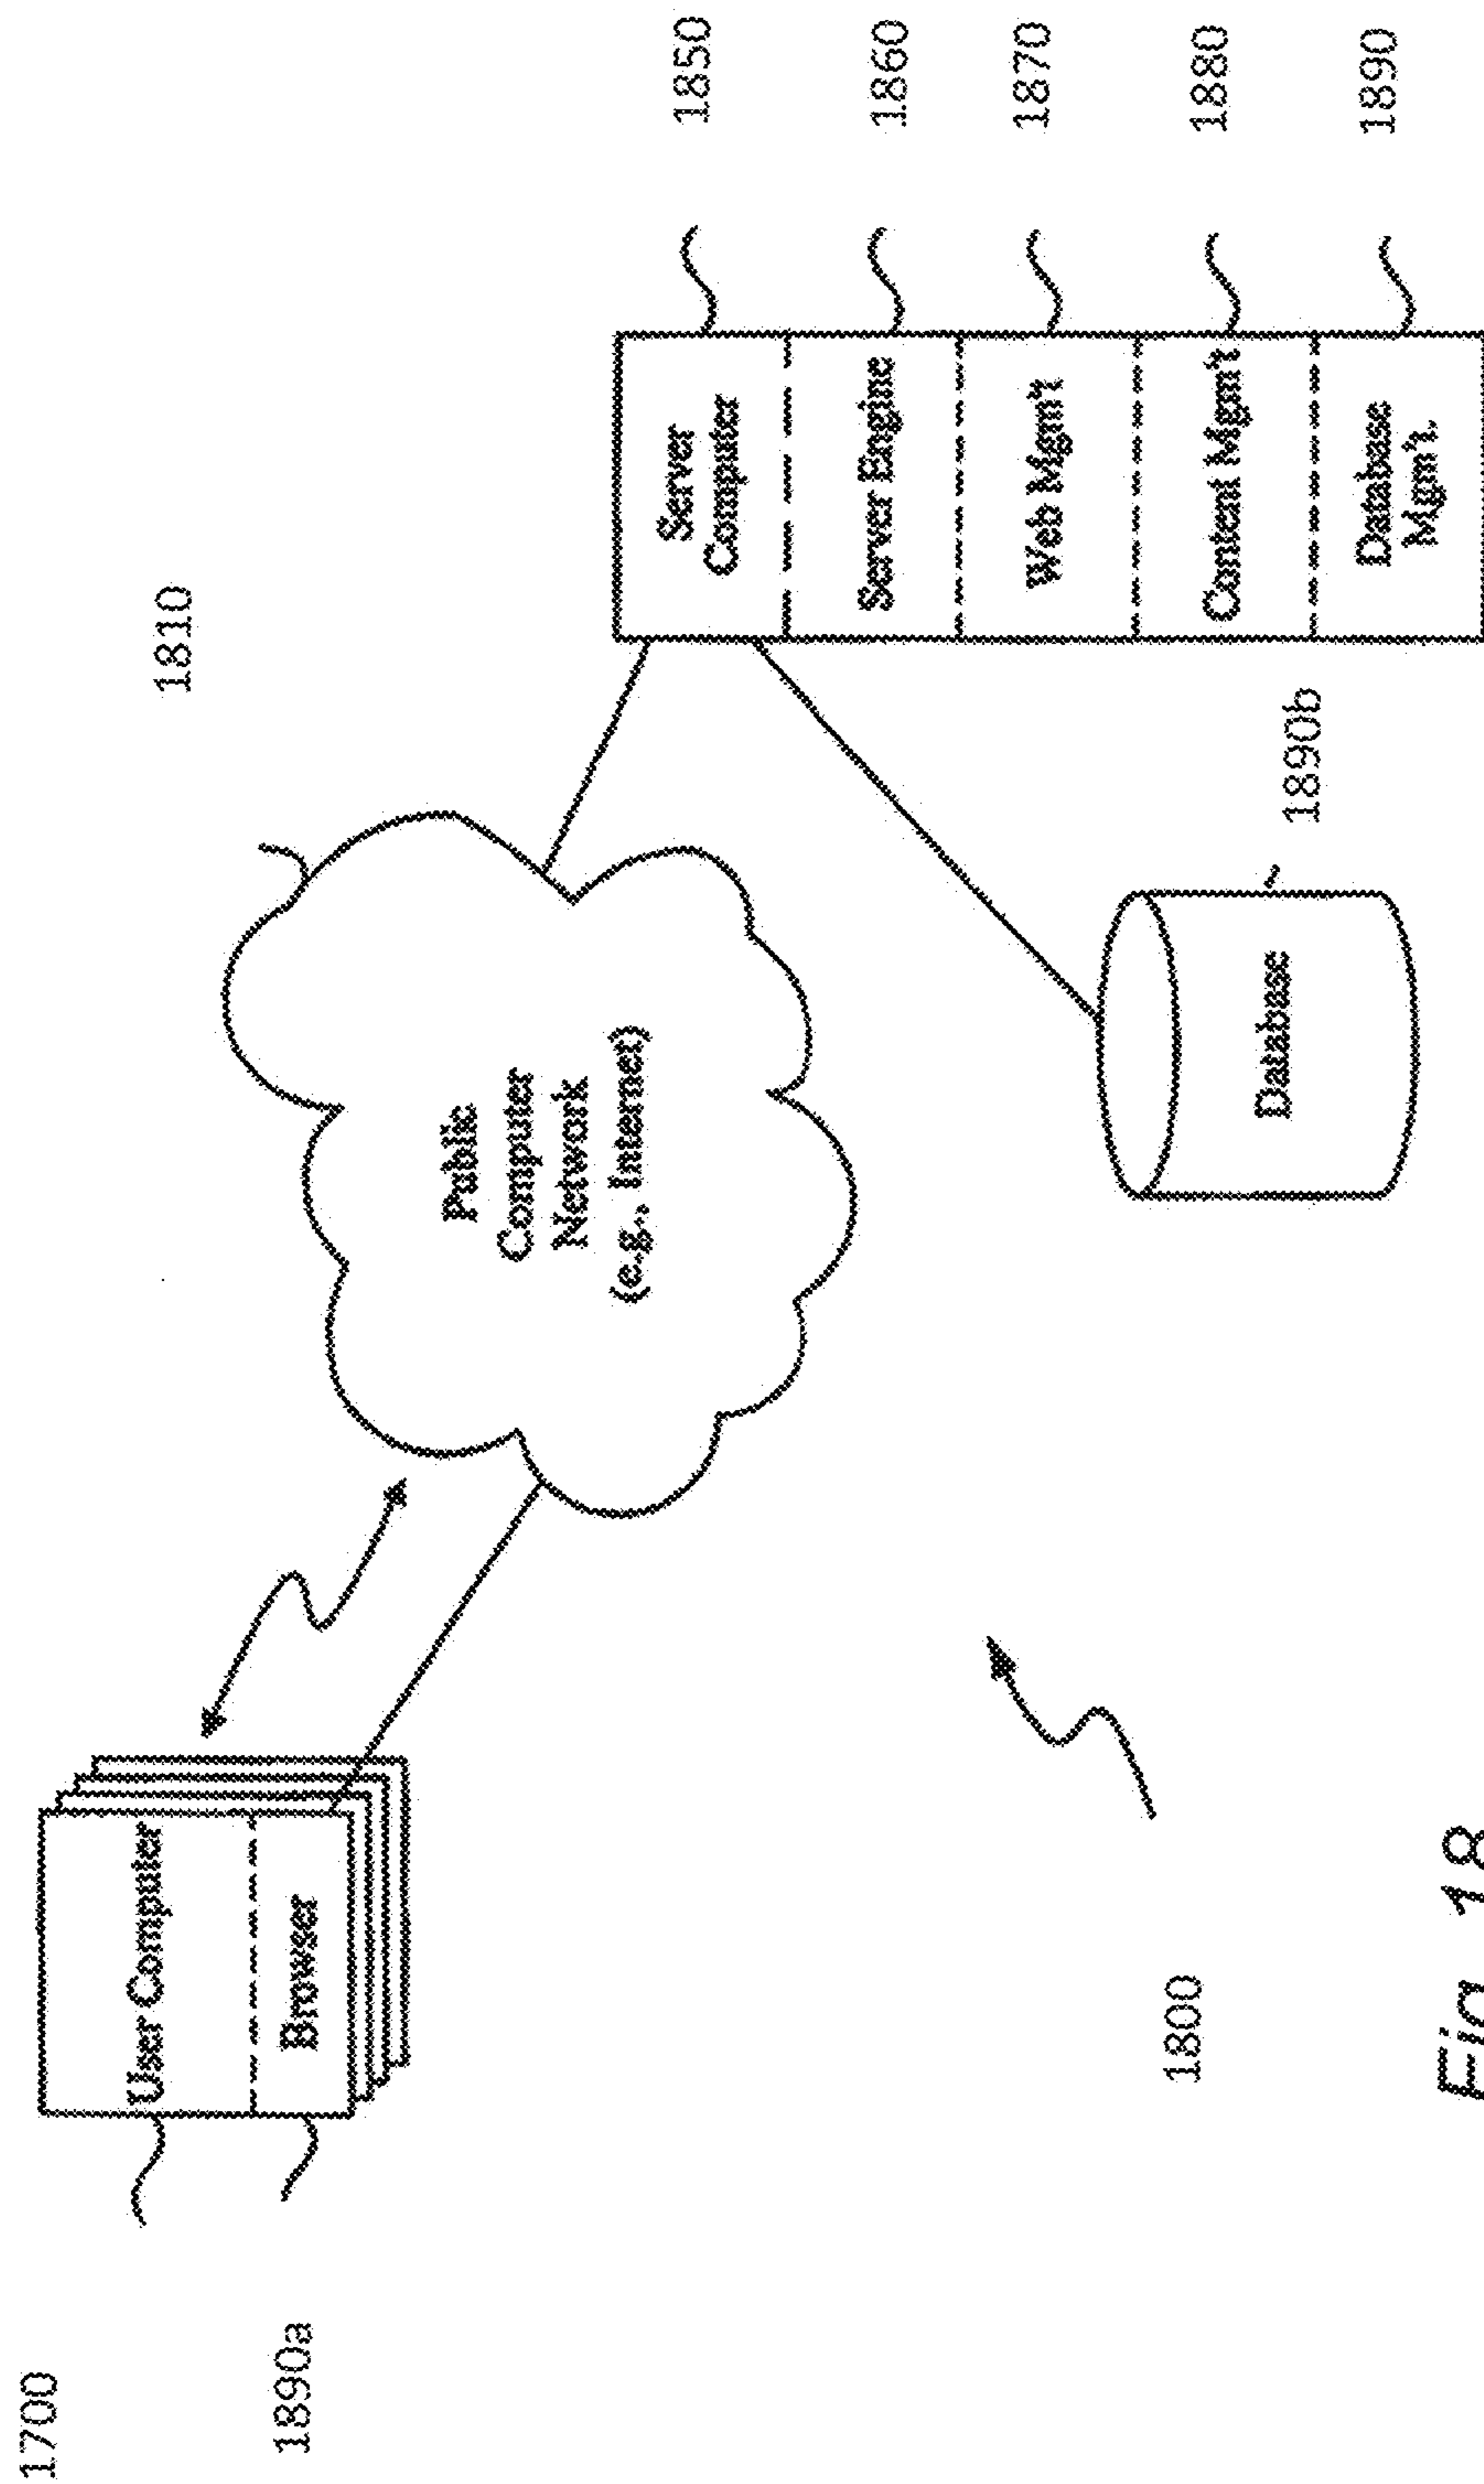 1700
User Computer
1890a
Browser
1810
Public
Computer
Network
(e.g., Internet)
1850
Server
Computer
1860
Server Engine
1870
Web Mgm't
1880
Content Mgm't
1890
Database
Mgm't.
1890b
Database
1800
Fig. 18